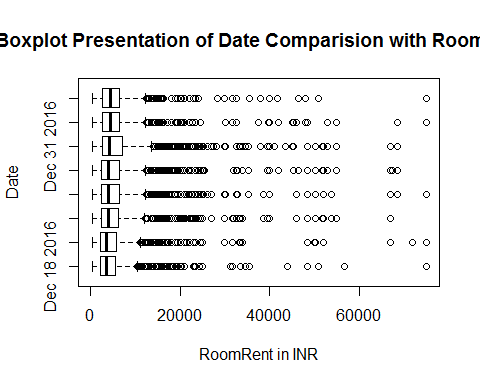 Boxplot Presentation of Date Comparision with Room
Date
Dec 31 2016
Dec 18 2016
0 20000 40000 60000
RoomRent in INR